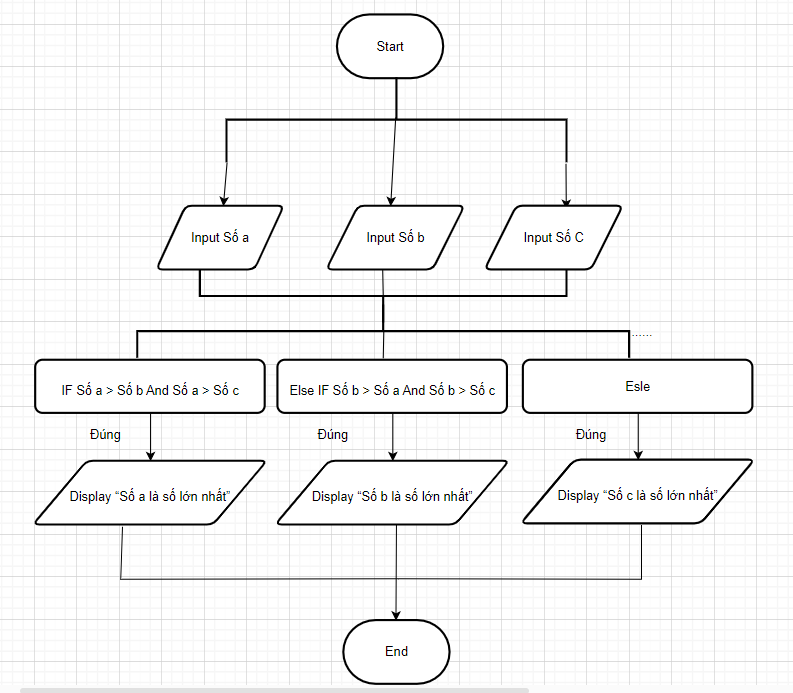 Start
Input Số a
Input Số b
Input Số C
......
IF Số a > Số b And Số a > Số c
Else IF Số b > Số a And Số b > Số c
Esle
Đúng
Đúng
Đúng
Display “Số a là số lớn nhất”
Display “Số b là số lớn nhất”
Display “Số c là số lớn nhất”
End